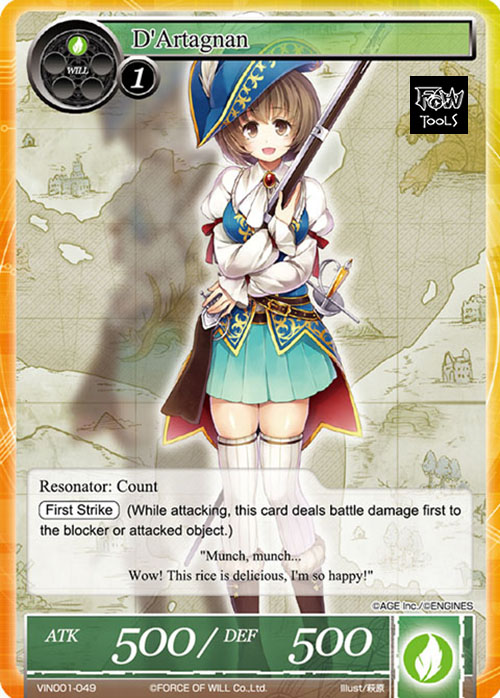 D'Artagnan
WILL
1
FOW
TOOLS
Resonator: Count
First Strike (While attacking, this card deals battle damage first to
the blocker or attacked object.)
"Munch, munch...
Wow! This rice is delicious, I'm so happy!"
©AGE Inc./©ENGINES
ATK 500 / DEF 500
VIN001-049 ©FORCE OF WILL Co.,Ltd. Illust/萩原